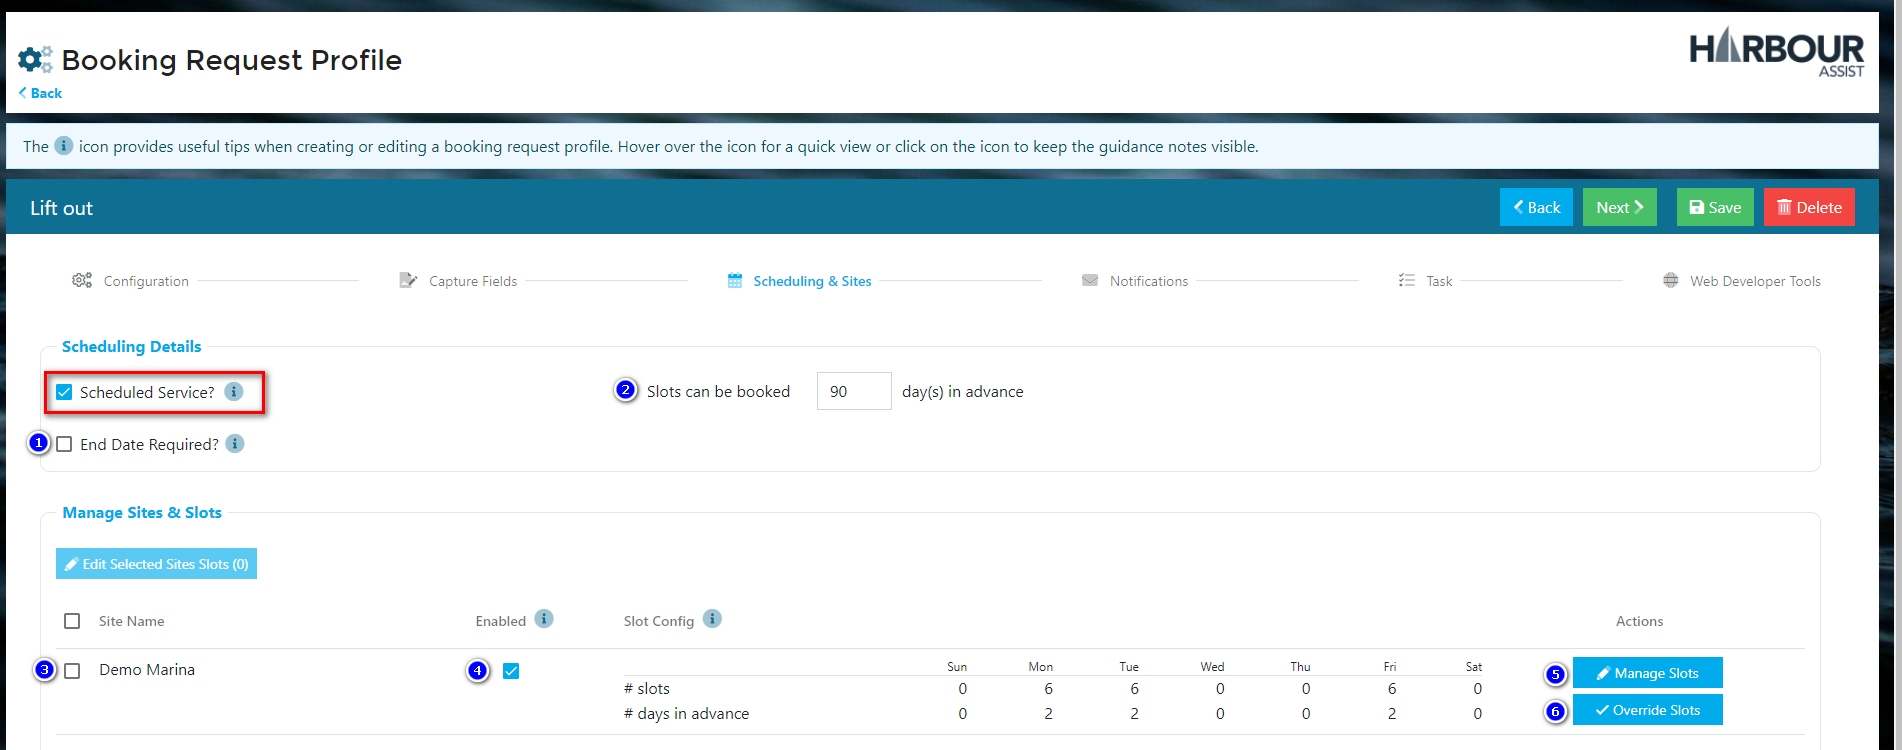 Booking Request Profile
HARBOUR
ASSIST
Back
The i icon provides useful tips when creating or editing a booking request profile. Hover over the icon for a quick view or click on the icon to keep the guidance notes visible.
Lift out
Back Next Save Delete
Configuration Capture Fields Scheduling & Sites Notifications Task Web Developer Tools
Scheduling Details
Scheduled Service? i
2 Slots can be booked 90 day(s) in advance
1 End Date Required? i
Manage Sites & Slots
Edit Selected Sites Slots (0)
Site Name Enabled i Slot Config i Actions
3 Demo Marina 4
Sun Mon Tue Wed Thu Fri Sat
# slots 0 6 6 0 0 6 0
# days in advance 0 2 2 0 0 2 0
5 Manage Slots
6 Override Slots